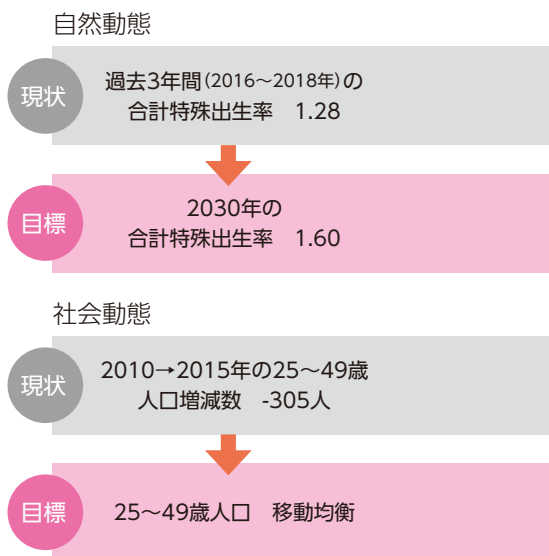 自然動態
現状
過去3年間(2016〜2018年)の
合計特殊出生率　1.28
目標
2030年の
合計特殊出生率　1.60
社会動態
現状
2010→2015年の25〜49歳
人口増減数　-305人
目標
25〜49歳人口　移動均衡